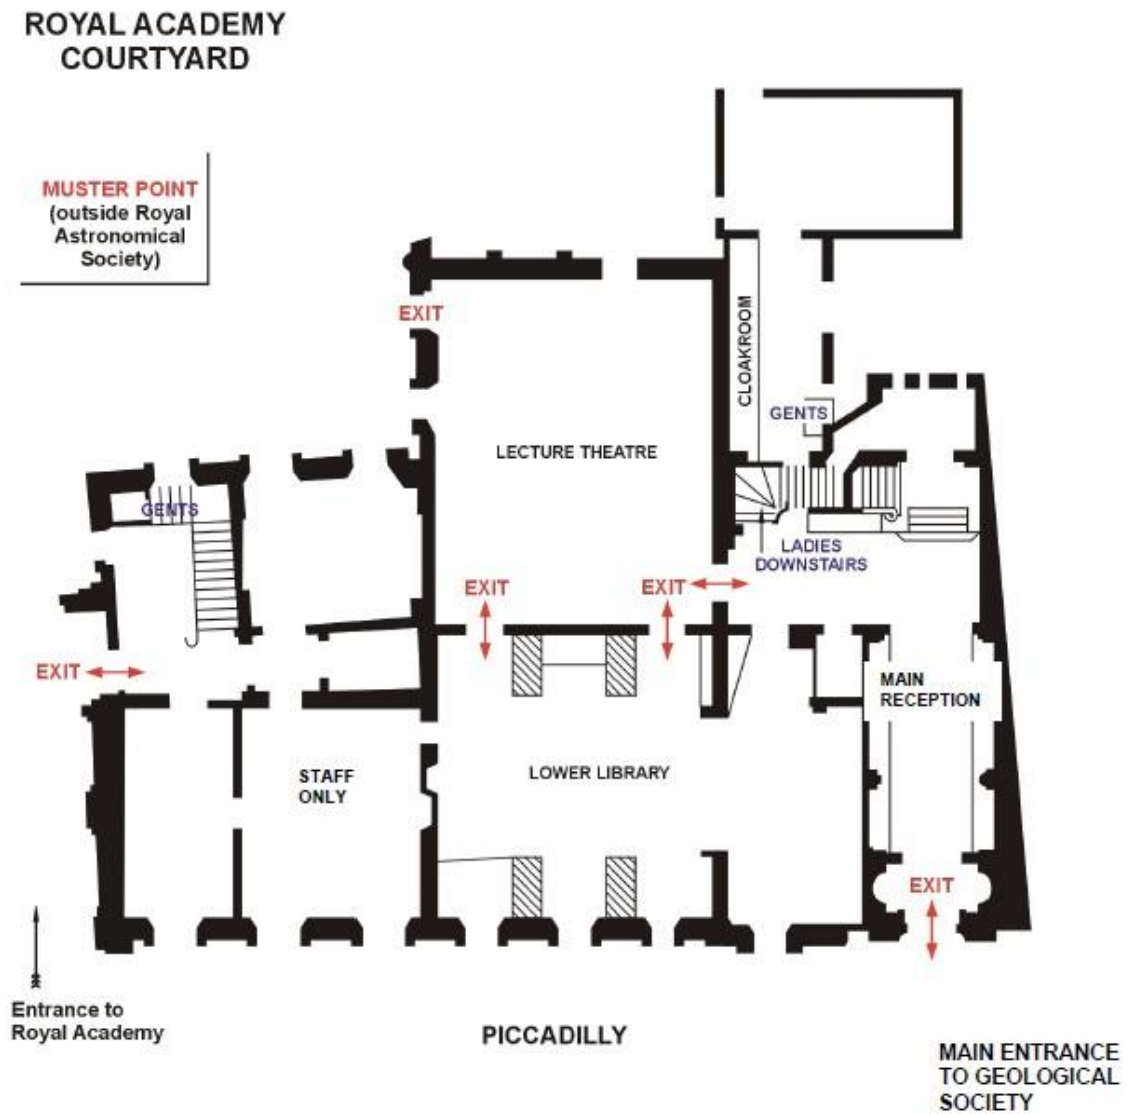 ROYAL ACADEMY
COURTYARD
MUSTER POINT
(outside Royal
Astronomical
Society)
EXIT
CLOAKROOM
GENTS
LECTURE THEATRE
GENTS
LADIES
DOWNSTAIRS
EXIT
EXIT
EXIT
MAIN
RECEPTION
STAFF
ONLY
LOWER LIBRARY
EXIT
Entrance to
Royal Academy
PICCADILLY
MAIN ENTRANCE
TO GEOLOGICAL
SOCIETY